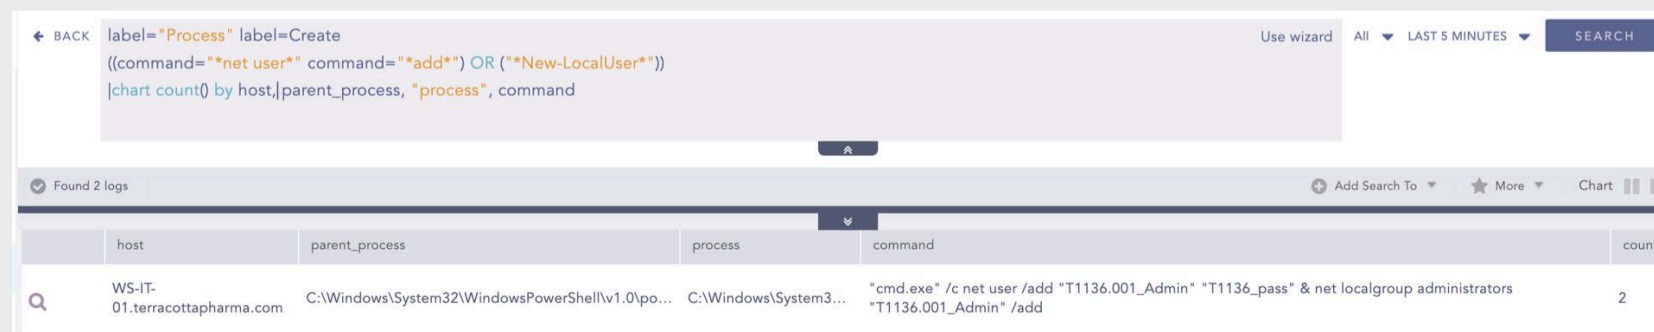 BACK
label="Process" label=Create
((command="*net user*" command="*add*") OR ("*New-LocalUser*"))
|chart count() by host,|parent_process, "process", command
Use wizard All LAST 5 MINUTES SEARCH
Found 2 logs
Add Search To More Chart
host parent_process process command coun
WS-IT-
01.terracottapharma.com
C:\Windows\System32\WindowsPowerShell\v1.0\po...
C:\Windows\System3...
"cmd.exe" /c net user /add "T1136.001_Admin" "T1136_pass" & net localgroup administrators
"T1136.001_Admin" /add
2